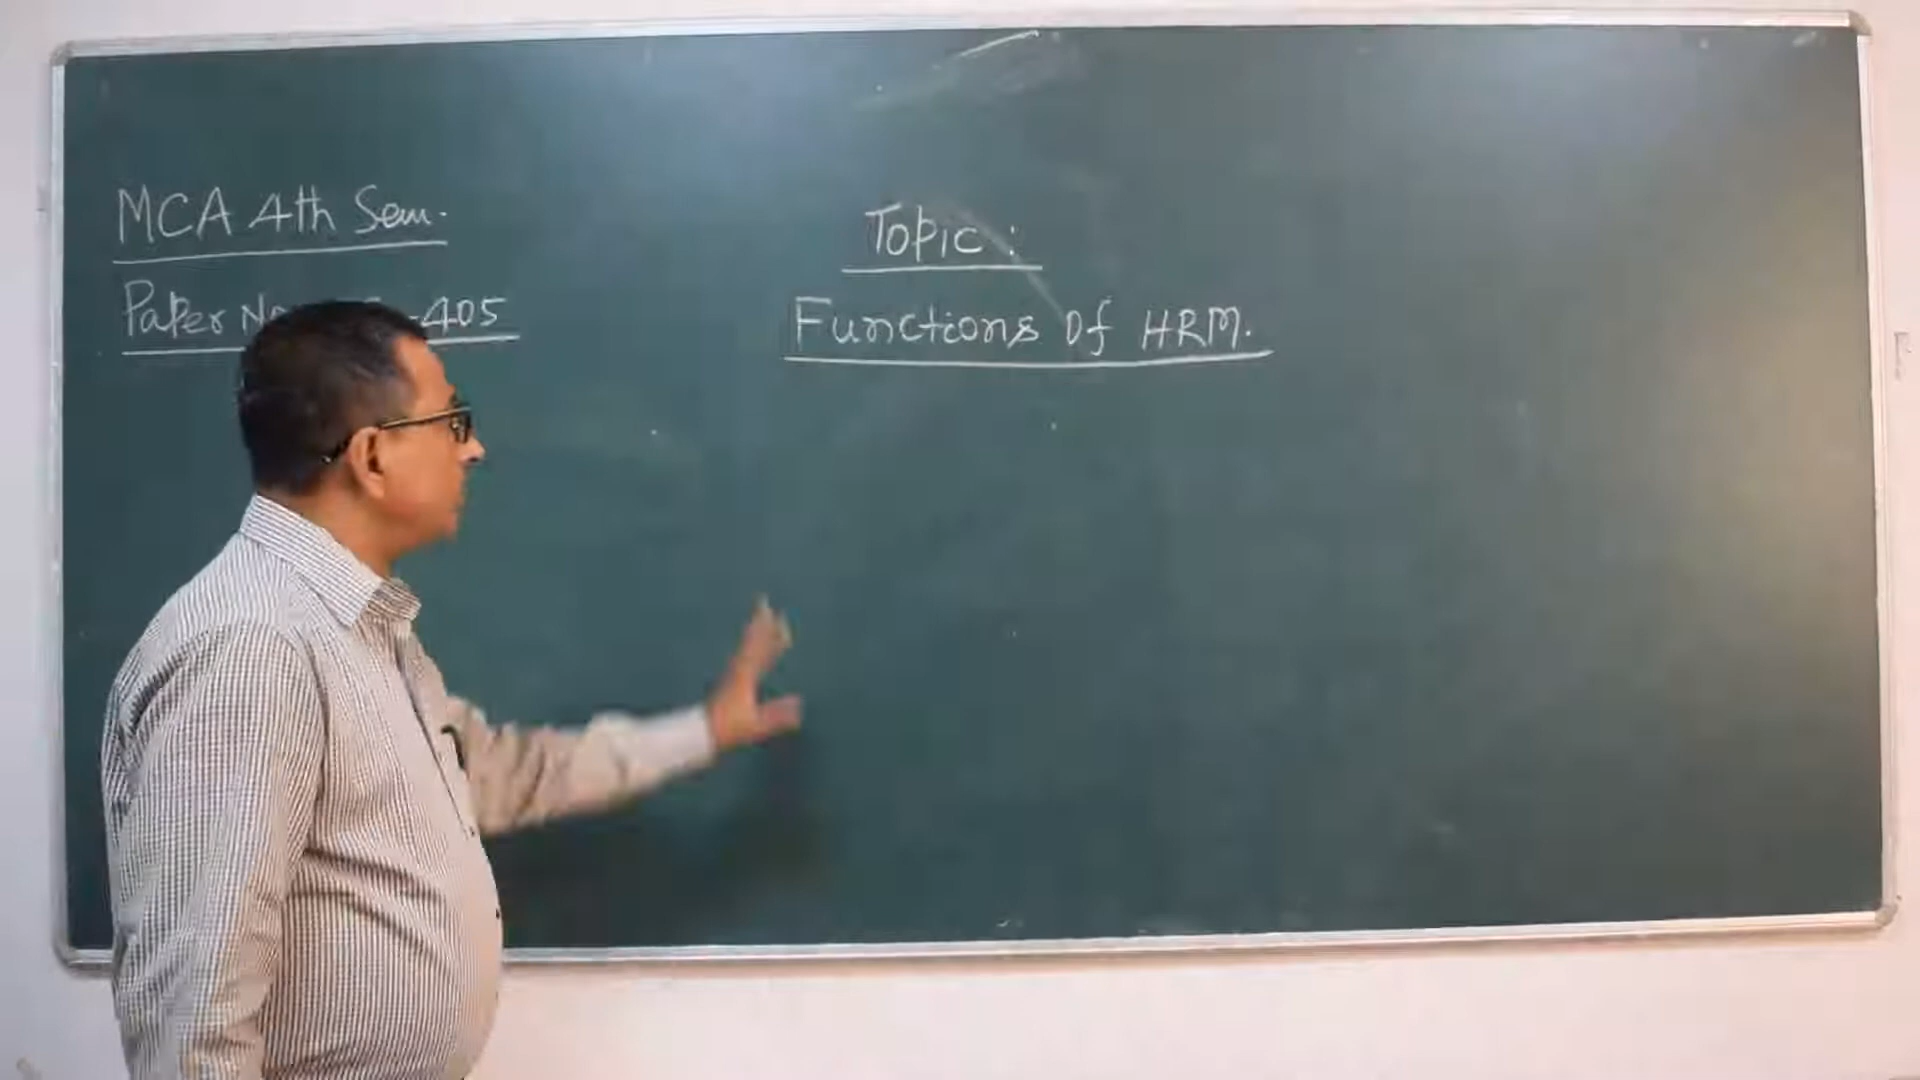 MCA 4th Sem.
Paper No -405
Topic :
Functions Of HRM.